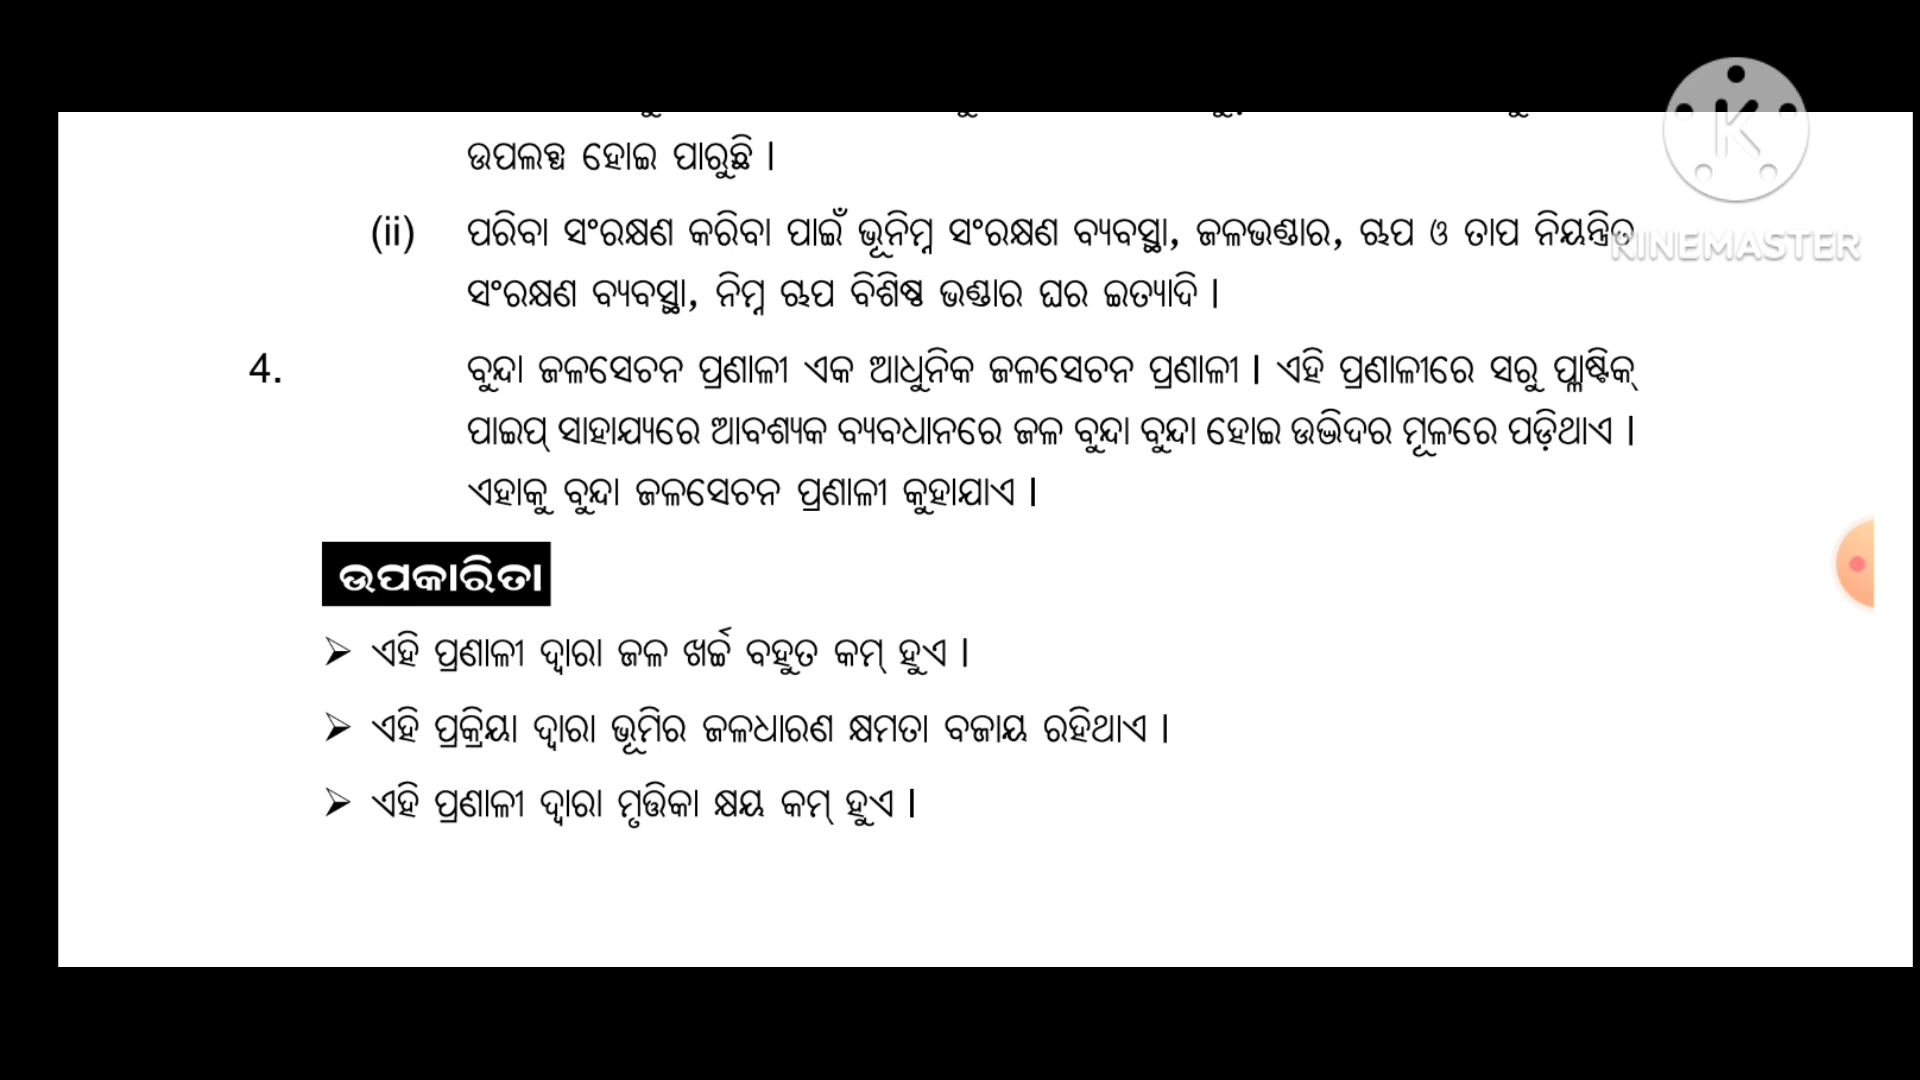 ଉପଲବ୍ଧ ହୋଇ ପାରୁଛି ।
(ii) ପରିବା ସଂରକ୍ଷଣ କରିବା ପାଇଁ ଭୂନିମ୍ନ ସଂରକ୍ଷଣ ବ୍ୟବସ୍ଥା, ଜଳଭଣ୍ଡାର, ଋପ ଓ ତାପ ନିୟନ୍ତ୍ରିତ
ସଂରକ୍ଷଣ ବ୍ୟବସ୍ଥା, ନିମ୍ନ ଋପ ବିଶିଷ୍ଟ ଭଣ୍ଡାର ଘର ଇତ୍ୟାଦି ।
4. ବୁନ୍ଦା ଜଳସେଚନ ପ୍ରଣାଳୀ ଏକ ଆଧୁନିକ ଜଳସେଚନ ପ୍ରଣାଳୀ । ଏହି ପ୍ରଣାଳୀରେ ସରୁ ପ୍ଳାଷ୍ଟିକ୍
ପାଇପ୍ ସାହାଯ୍ୟରେ ଆବଶ୍ୟକ ବ୍ୟବଧାନରେ ଜଳ ବୁନ୍ଦା ବୁନ୍ଦା ହୋଇ ଉଦ୍ଭିଦର ମୂଳରେ ପଡ଼ିଥାଏ ।
ଏହାକୁ ବୁନ୍ଦା ଜଳସେଚନ ପ୍ରଣାଳୀ କୁହାଯାଏ ।
ଉପକାରିତା
➢ ଏହି ପ୍ରଣାଳୀ ଦ୍ୱାରା ଜଳ ଖର୍ଚ୍ଚ ବହୁତ କମ୍ ହୁଏ ।
➢ ଏହି ପ୍ରକ୍ରିୟା ଦ୍ୱାରା ଭୂମିର ଜଳଧାରଣ କ୍ଷମତା ବଜାୟ ରହିଥାଏ ।
➢ ଏହି ପ୍ରଣାଳୀ ଦ୍ୱାରା ମୃତ୍ତିକା କ୍ଷୟ କମ୍ ହୁଏ ।
K
KINEMASTER